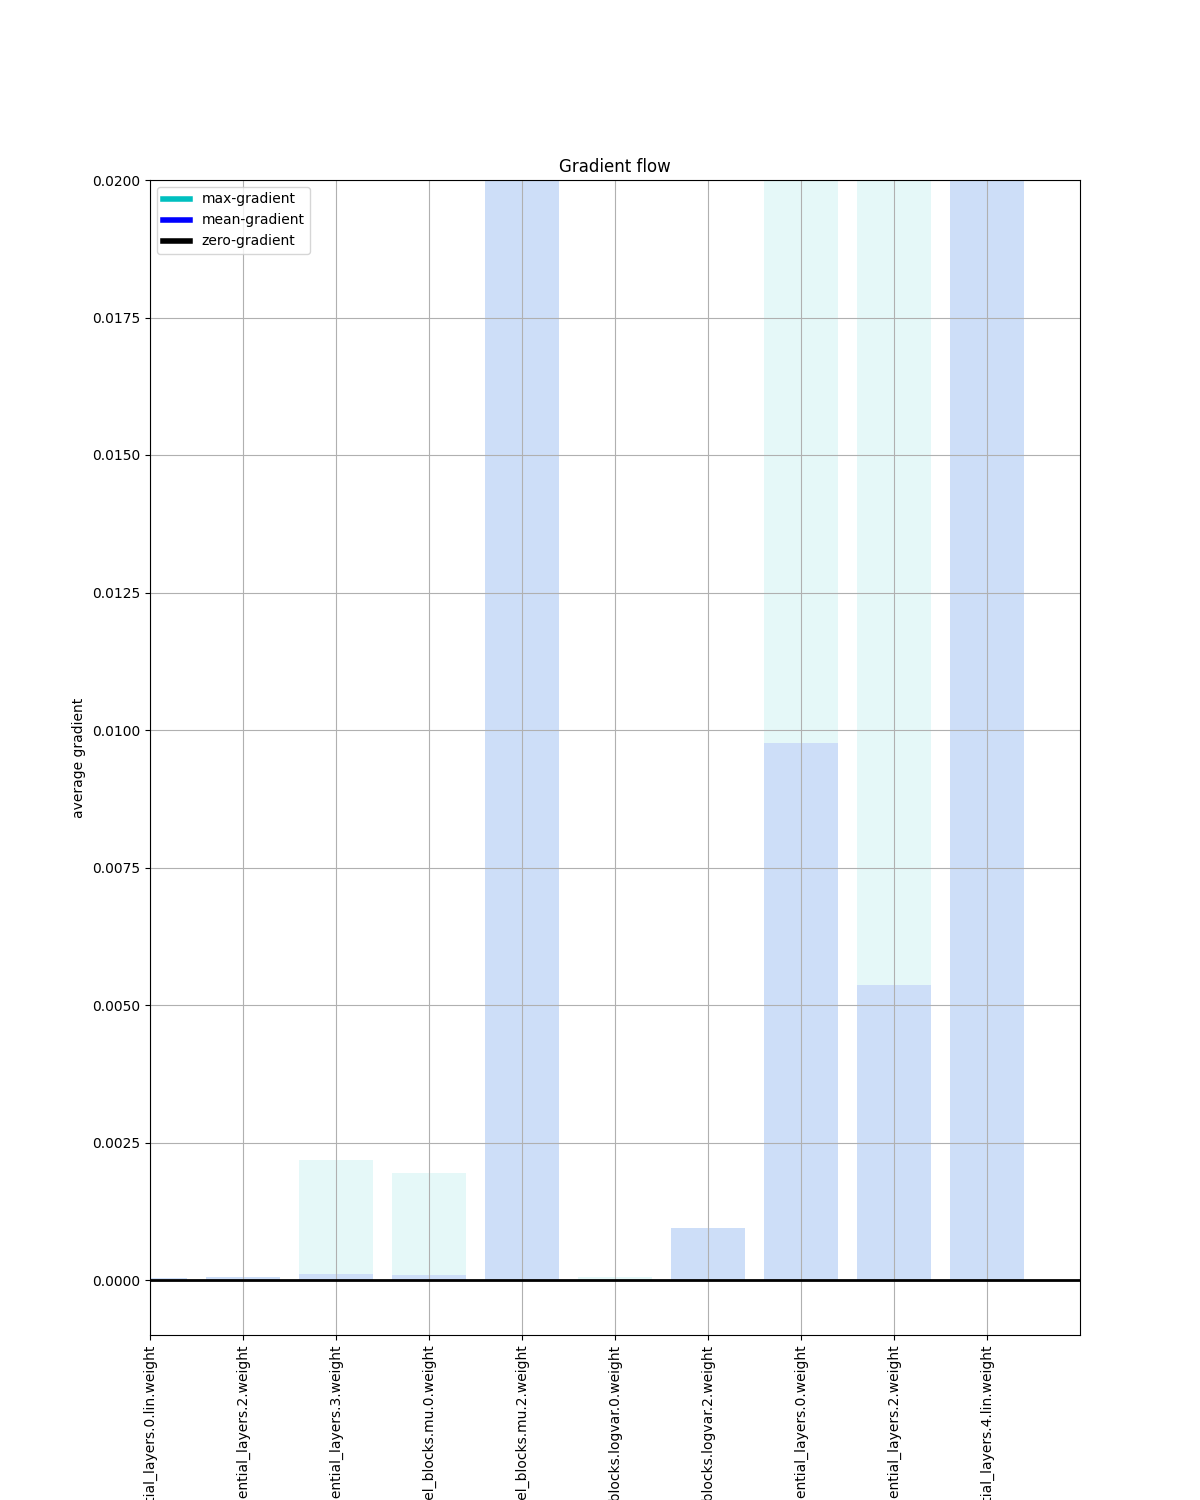 Gradient flow
max-gradient
mean-gradient
zero-gradient
0.0200
0.0175
0.0150
0.0125
0.0100
0.0075
0.0050
0.0025
0.0000
average gradient
tial_layers.0.lin.weight
ential_layers.2.weight
ential_layers.3.weight
el_blocks.mu.0.weight
el_blocks.mu.2.weight
blocks.logvar.0.weight
blocks.logvar.2.weight
ential_layers.0.weight
ential_layers.2.weight
tial_layers.4.lin.weight